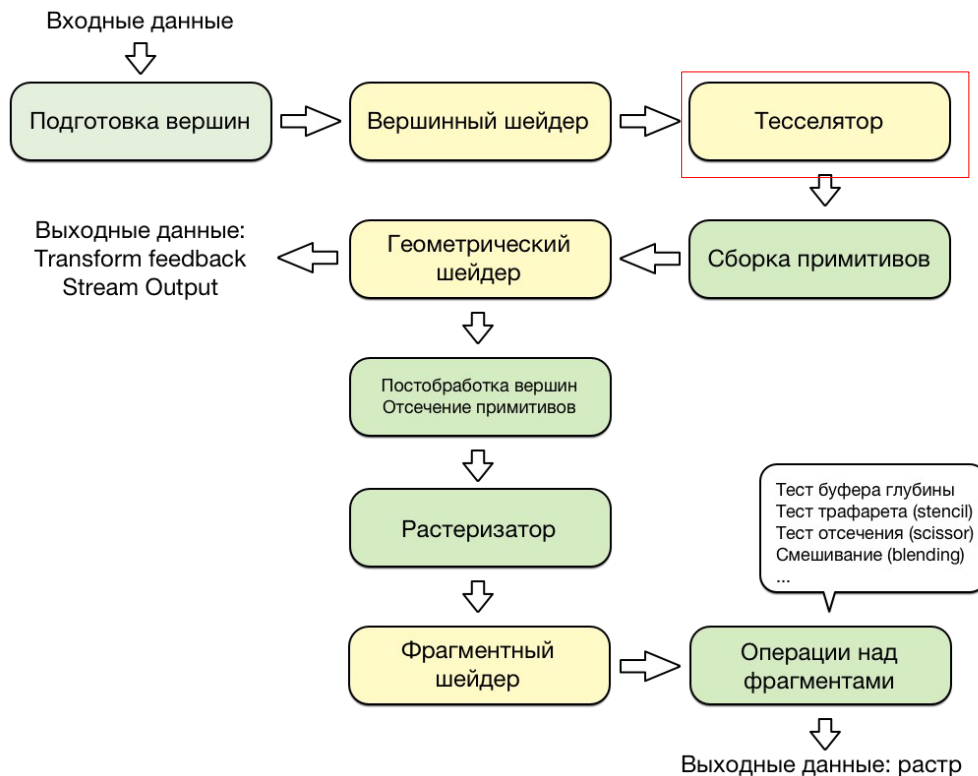 Входные данные
Подготовка вершин
Вершинный шейдер
Тесселятор
Выходные данные:
Transform feedback
Stream Output
Геометрический
шейдер
Сборка примитивов
Постобработка вершин
Отсечение примитивов
Растеризатор
Тест буфера глубины
Тест трафарета (stencil)
Тест отсечения (scissor)
Смешивание (blending)
...
Фрагментный
шейдер
Операции над
фрагментами
Выходные данные: растр